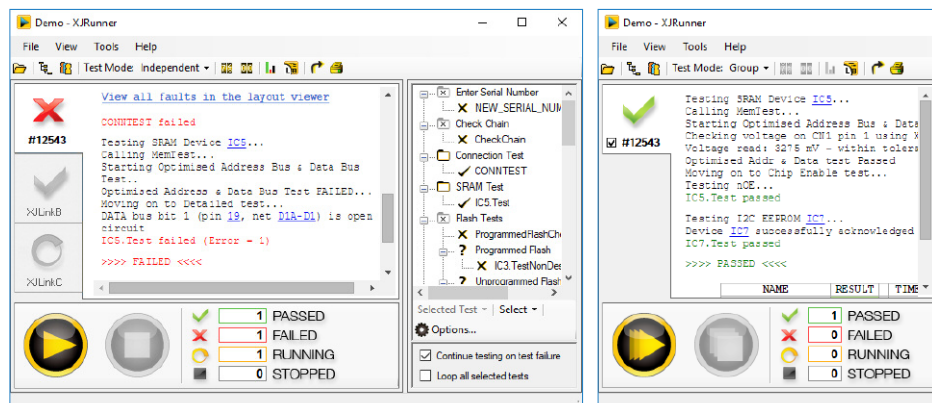 Demo - XJRunner
File View Tools Help
Test Mode: Independent
#12543
XJLinkB
XJLinkC
View all faults in the layout viewer
CONNTEST failed
Testing SRAM Device IC5...
Calling MemTest...
Starting Optimised Address Bus & Data Bus
Test..
Optimised Address & Data Bus Test FAILED...
Moving on to Detailed test...
DATA bus bit 1 (pin 19, net D1A-D1) is open
circuit
IC5.Test failed (Error = 1)
>>>> FAILED <<<<
1 PASSED
1 FAILED
1 RUNNING
0 STOPPED
Enter Serial Number
NEW_SERIAL_NUM
Check Chain
CheckChain
Connection Test
CONNTEST
SRAM Test
IC5.Test
Flash Tests
ProgrammedFlashChe
Programmed Flash
IC3.TestNonDes
Unprogrammed Flash
Selected Test Select
Options...
Continue testing on test failure
Loop all selected tests
Demo - XJRunner
File View Tools Help
Test Mode: Group
#12543
Testing SRAM Device IC5...
Calling MemTest...
Starting Optimised Address Bus & Data
Checking voltage on CN1 pin 1 using X
Voltage read: 3275 mV - within tolera
Optimised Addr & Data test Passed
Moving on to Chip Enable test...
Testing nCE...
IC5.Test passed
Testing I2C EEPROM IC7...
Device IC7 successfully acknowledged
IC7.Test passed
>>>> PASSED <<<<
NAME RESULT TIME
1 PASSED
0 FAILED
0 RUNNING
0 STOPPED